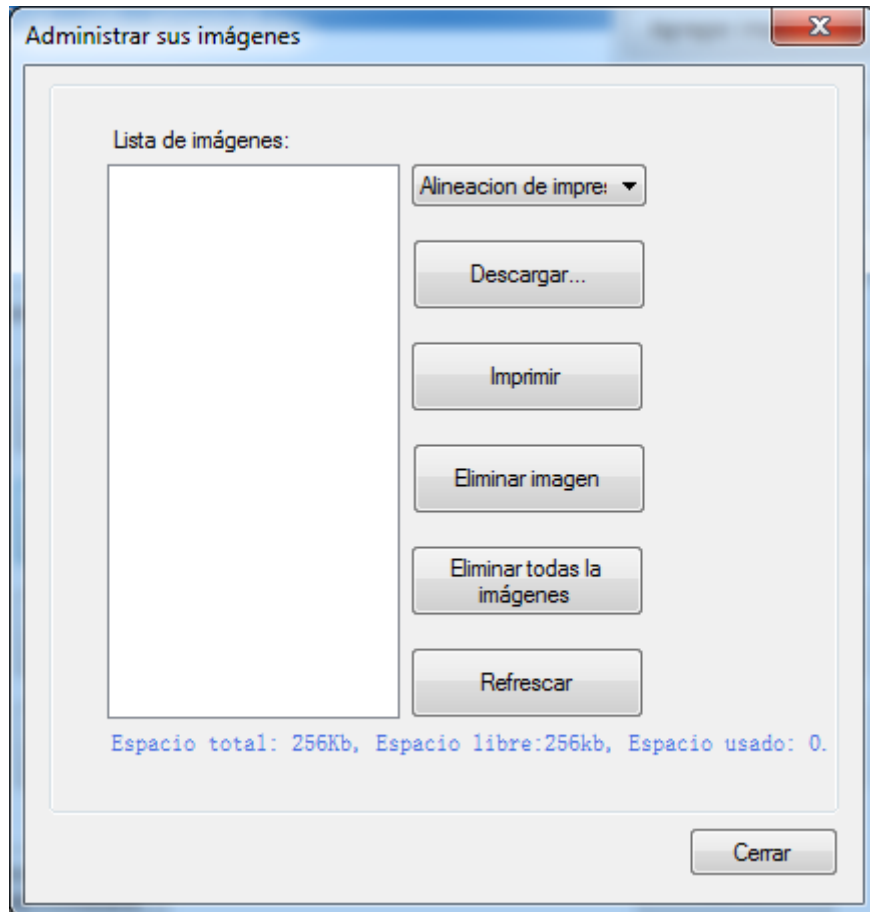 Administrar sus imágenes
Lista de imágenes:
Alineacion de impre
Descargar...
Imprimir
Eliminar imagen
Eliminar todas la
imágenes
Refrescar
Espacio total: 256Kb, Espacio libre:256kb, Espacio usado: 0.
Cerrar